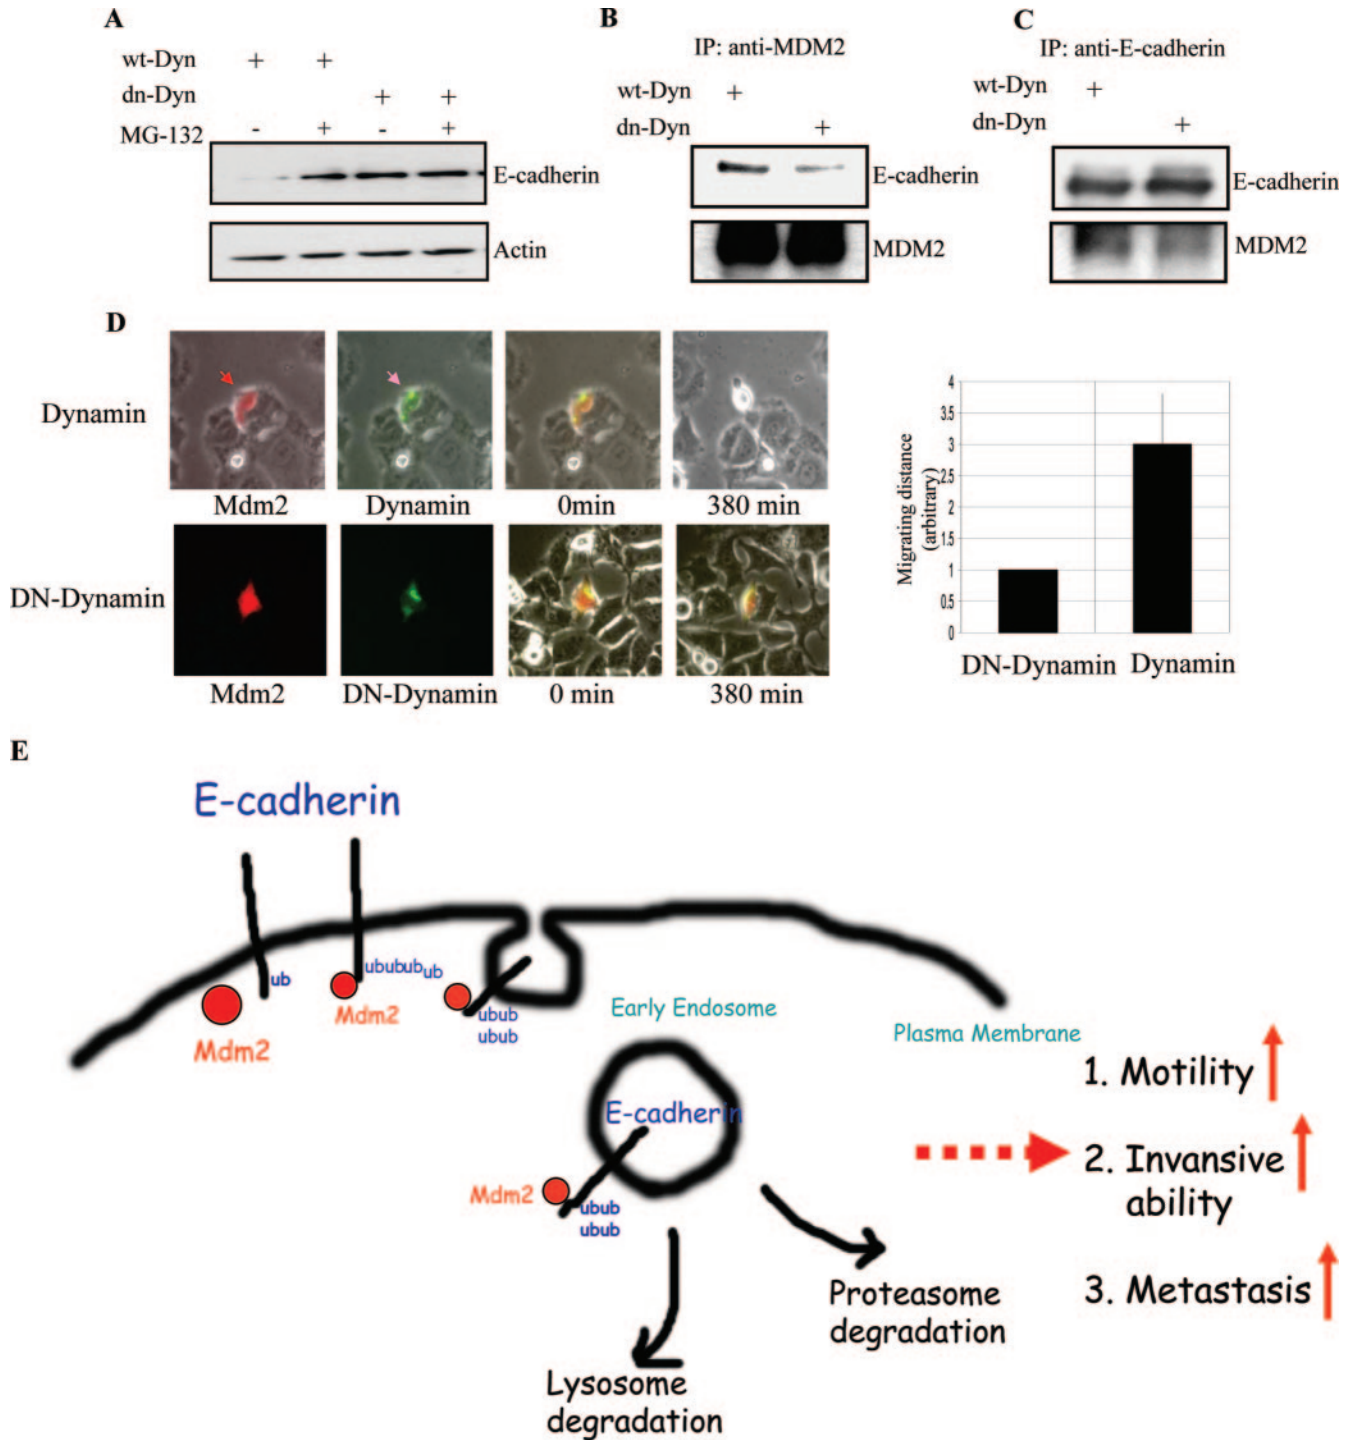 A
wt-Dyn + +
dn-Dyn + +
MG-132 - + - +
E-cadherin
Actin
B
IP: anti-MDM2
wt-Dyn +
dn-Dyn +
E-cadherin
MDM2
C
IP: anti-E-cadherin
wt-Dyn +
dn-Dyn +
E-cadherin
MDM2
D
Dynamin
Mdm2 Dynamin 0min 380 min
DN-Dynamin
Mdm2 DN-Dynamin 0 min 380 min
Migrating distance
(arbitrary)
4
3.5
3
2.5
2
1.5
1
0.5
0
DN-Dynamin Dynamin
E
E-cadherin
ub
ubububub
Mdm2
Mdm2
ubub
ubub
Early Endosome
Plasma Membrane
E-cadherin
Mdm2
ubub
ubub
Lysosome
degradation
Proteasome
degradation
1. Motility
2. Invansive
ability
3. Metastasis